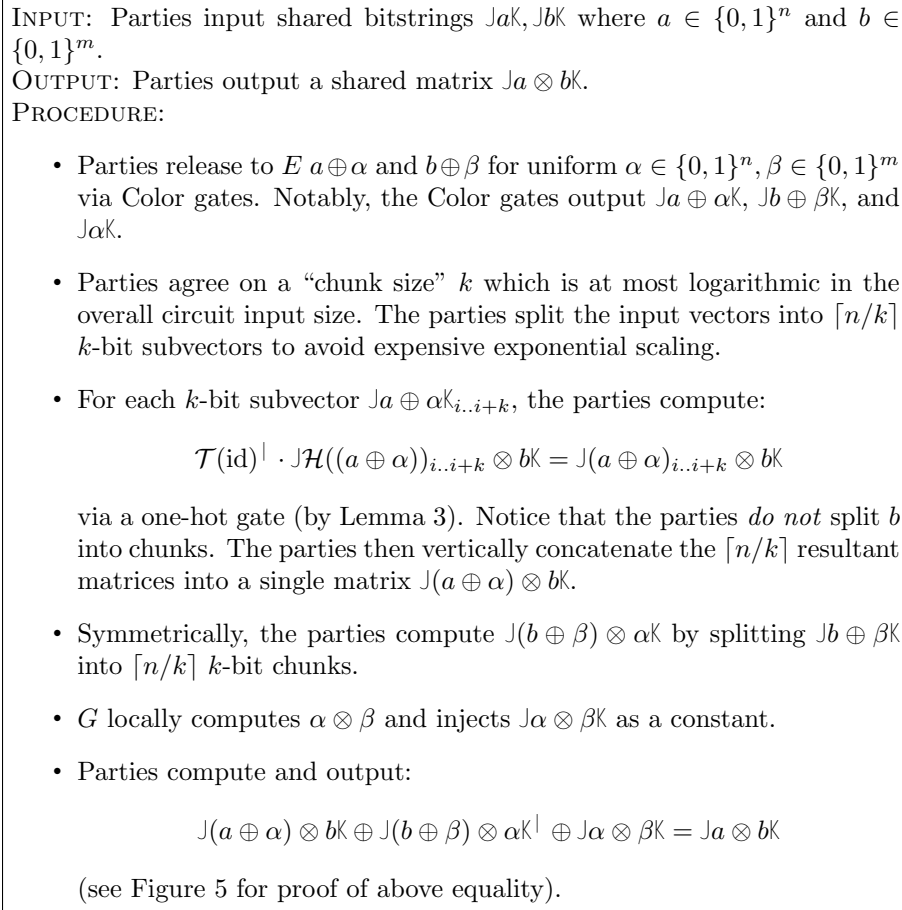 INPUT: Parties input shared bitstrings ⌋a⌊⟨, ⌋b⌊⟨ where a ∈ {0, 1}ⁿ and b ∈
{0, 1}ᵐ.
OUTPUT: Parties output a shared matrix ⌋a ⊗ b⌊⟨.
PROCEDURE:
• Parties release to E a⊕α and b⊕β for uniform α ∈ {0, 1}ⁿ, β ∈ {0, 1}ᵐ
via Color gates. Notably, the Color gates output ⌋a ⊕ α⌊⟨, ⌋b ⊕ β⌊⟨, and
⌋α⌊⟨.
• Parties agree on a “chunk size” k which is at most logarithmic in the
overall circuit input size. The parties split the input vectors into ⌈n/k⌉
k-bit subvectors to avoid expensive exponential scaling.
• For each k-bit subvector ⌋a ⊕ α⌊⟨ᵢ..ᵢ₊ₖ, the parties compute:
𝒯(id)^| · ⌋ℋ((a ⊕ α))ᵢ..ᵢ₊ₖ ⊗ b⌊⟨ = ⌋(a ⊕ α)ᵢ..ᵢ₊ₖ ⊗ b⌊⟨
via a one-hot gate (by Lemma 3). Notice that the parties do not split b
into chunks. The parties then vertically concatenate the ⌈n/k⌉ resultant
matrices into a single matrix ⌋(a ⊕ α) ⊗ b⌊⟨.
• Symmetrically, the parties compute ⌋(b ⊕ β) ⊗ α⌊⟨ by splitting ⌋b ⊕ β⌊⟨
into ⌈n/k⌉ k-bit chunks.
• G locally computes α ⊗ β and injects ⌋α ⊗ β⌊⟨ as a constant.
• Parties compute and output:
⌋(a ⊕ α) ⊗ b⌊⟨ ⊕ ⌋(b ⊕ β) ⊗ α⌊⟨^| ⊕ ⌋α ⊗ β⌊⟨ = ⌋a ⊗ b⌊⟨
(see Figure 5 for proof of above equality).